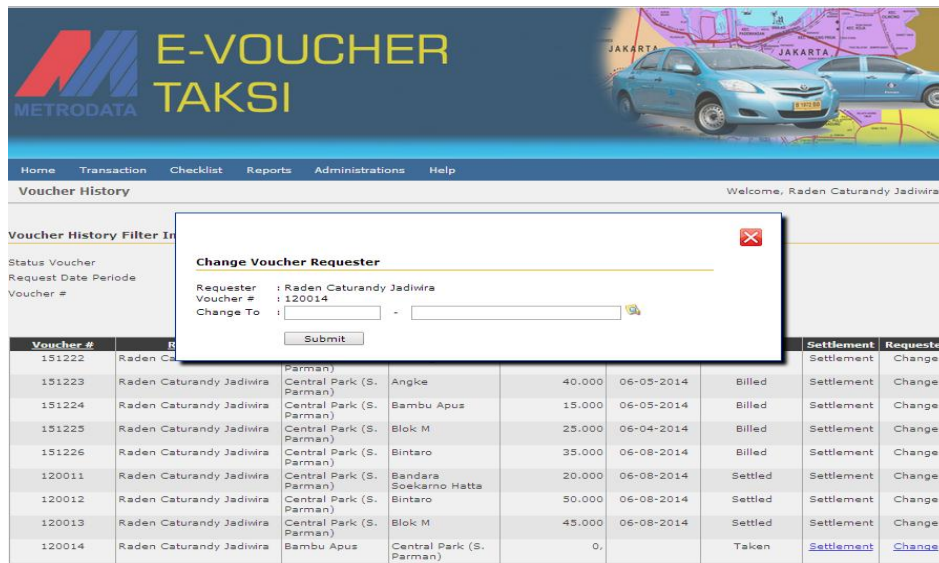 E-VOUCHER
TAKSI
METRODATA
JAKARTA
JAKARTA
Home Transaction Checklist Reports Administrations Help
Voucher History Welcome, Raden Caturandy Jadiwira
Voucher History Filter In
Status Voucher
Request Date Periode
Voucher #
Change Voucher Requester
Requester : Raden Caturandy Jadiwira
Voucher # : 120014
Change To : -
Submit
Voucher # R Settlement Requeste
151222 Raden Ca Parman) Settlement Change
151223 Raden Caturandy Jadiwira Central Park (S. Angke 40.000 06-05-2014 Billed Settlement Change
Parman)
151224 Raden Caturandy Jadiwira Central Park (S. Bambu Apus 15.000 06-05-2014 Billed Settlement Change
Parman)
151225 Raden Caturandy Jadiwira Central Park (S. Blok M 25.000 06-04-2014 Billed Settlement Change
Parman)
151226 Raden Caturandy Jadiwira Central Park (S. Bintaro 35.000 06-08-2014 Billed Settlement Change
Parman)
120011 Raden Caturandy Jadiwira Central Park (S. Bandara 20.000 06-08-2014 Settled Settlement Change
Parman) Soekarno Hatta
120012 Raden Caturandy Jadiwira Central Park (S. Bintaro 50.000 06-08-2014 Settled Settlement Change
Parman)
120013 Raden Caturandy Jadiwira Central Park (S. Blok M 45.000 06-08-2014 Settled Settlement Change
Parman)
120014 Raden Caturandy Jadiwira Bambu Apus Central Park (S. 0, Taken Settlement Change
Parman)